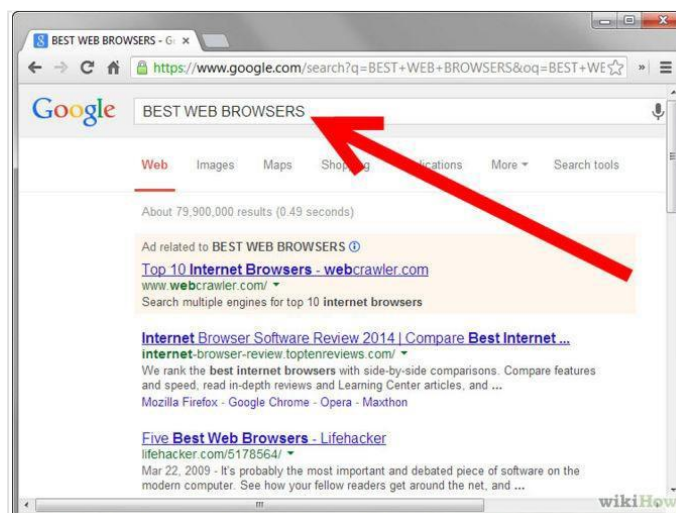 BEST WEB BROWSERS - G
https://www.google.com/search?q=BEST+WEB+BROWSERS&oq=BEST+WE
Google BEST WEB BROWSERS
Web Images Maps More Search tools
About 79,900,000 results (0.49 seconds)
Ad related to BEST WEB BROWSERS
Top 10 Internet Browsers - webcrawler.com
www.webcrawler.com/
Search multiple engines for top 10 internet browsers
Internet Browser Software Review 2014 | Compare Best Internet ...
internet-browser-review.toptenreviews.com/
We rank the best internet browsers with side-by-side comparisons. Compare features
and speed, read in-depth reviews and Learning Center articles, and ...
Mozilla Firefox - Google Chrome - Opera - Maxthon
Five Best Web Browsers - Lifehacker
lifehacker.com/5178564/
Mar 22, 2009 - It's probably the most important and debated piece of software on the
modern computer. See how your fellow readers get around the net, and ...
wikiHow